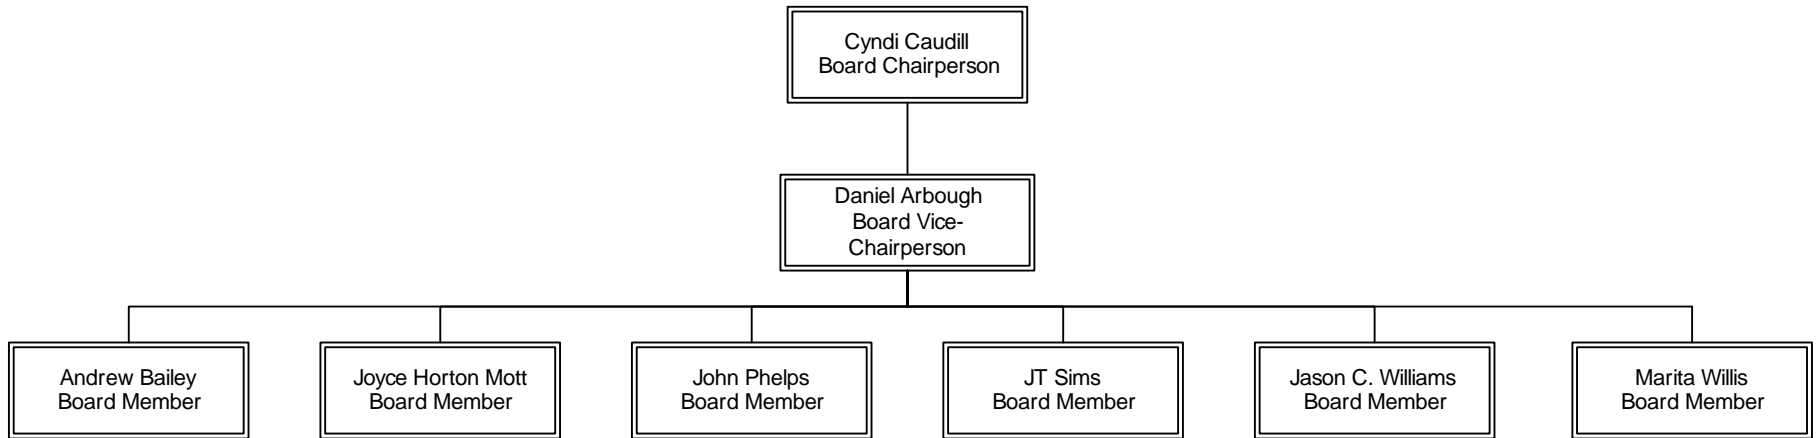 Cyndi Caudill
Board Chairperson
Daniel Arbough
Board Vice-
Chairperson
Andrew Bailey
Board Member
Joyce Horton Mott
Board Member
John Phelps
Board Member
JT Sims
Board Member
Jason C. Williams
Board Member
Marita Willis
Board Member